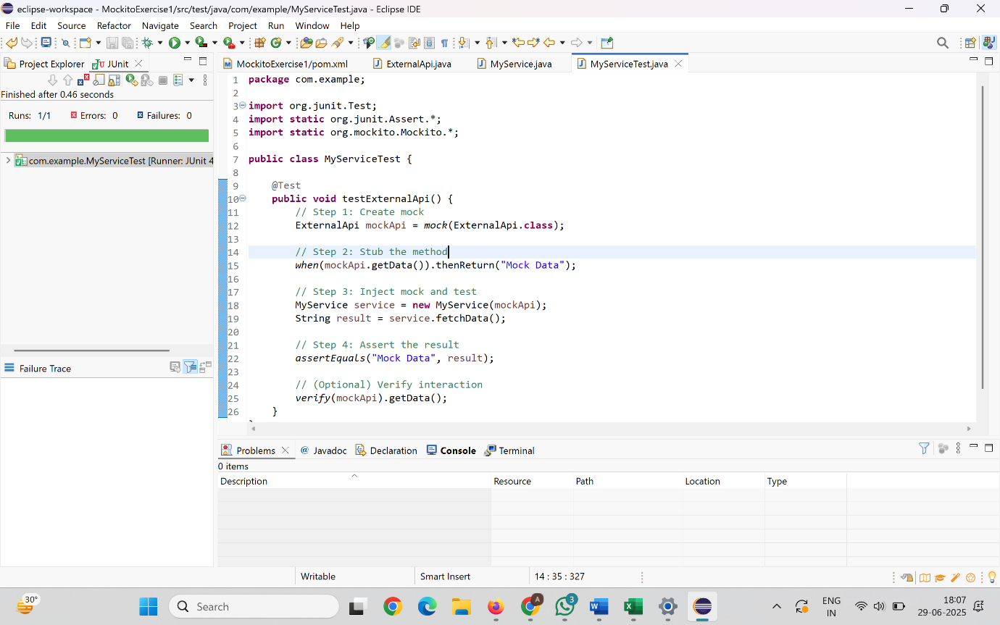 eclipse-workspace - MockitoExercise1/src/test/java/com/example/MyServiceTest.java - Eclipse IDE
File Edit Source Refactor Navigate Search Project Run Window Help
Project Explorer JUnit
MockitoExercise1/pom.xml ExternalApi.java MyService.java MyServiceTest.java
Finished after 0.46 seconds
Runs: 1/1 Errors: 0 Failures: 0
com.example.MyServiceTest [Runner: JUnit 4
Failure Trace
1 package com.example;
2
3 import org.junit.Test;
4 import static org.junit.Assert.*;
5 import static org.mockito.Mockito.*;
6
7 public class MyServiceTest {
8
9 @Test
10 public void testExternalApi() {
11 // Step 1: Create mock
12 ExternalApi mockApi = mock(ExternalApi.class);
13
14 // Step 2: Stub the method
15 when(mockApi.getData()).thenReturn("Mock Data");
16
17 // Step 3: Inject mock and test
18 MyService service = new MyService(mockApi);
19 String result = service.fetchData();
20
21 // Step 4: Assert the result
22 assertEquals("Mock Data", result);
23
24 // (Optional) Verify interaction
25 verify(mockApi).getData();
26 }
Problems @ Javadoc Declaration Console Terminal
0 items
Description Resource Path Location Type
Writable Smart Insert 14 : 35 : 327
30° Search A 3 ENG IN 18:07
29-06-2025